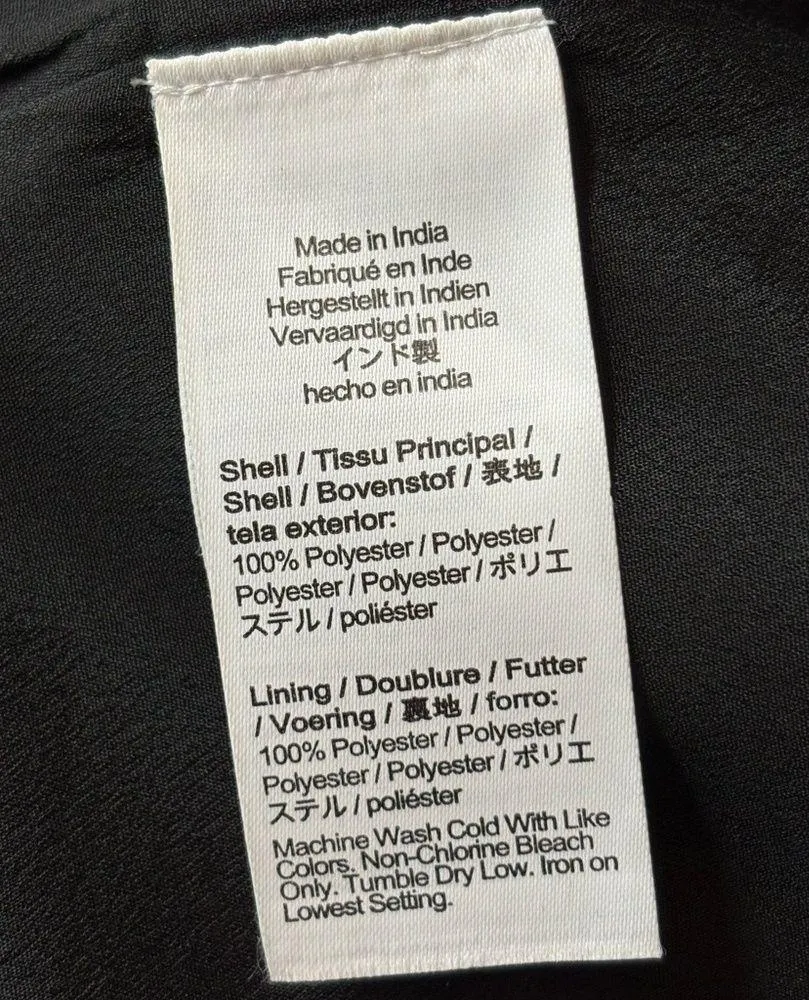 Made in India
Fabriqué en Inde
Hergestellt in Indien
Vervaardigd in India
インド製
hecho en india
Shell / Tissu Principal /
Shell / Bovenstof / 表地 /
tela exterior:
100% Polyester / Polyester /
Polyester / Polyester / ポリエ
ステル / poliéster
Lining / Doublure / Futter
/ Voering / 裏地 / forro:
100% Polyester / Polyester /
Polyester / Polyester / ポリエ
ステル / poliéster
Machine Wash Cold With Like
Colors. Non-Chlorine Bleach
Only. Tumble Dry Low. Iron on
Lowest Setting.